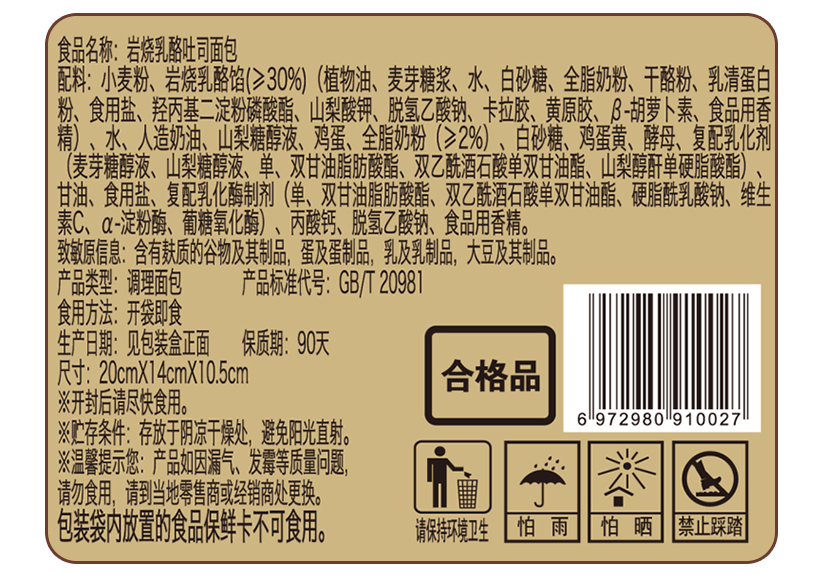 食品名称：岩烧乳酪吐司面包
配料：小麦粉、岩烧乳酪馅(≥30%)（植物油、麦芽糖浆、水、白砂糖、全脂奶粉、干酪粉、乳清蛋白
粉、食用盐、羟丙基二淀粉磷酸酯、山梨酸钾、脱氢乙酸钠、卡拉胶、黄原胶、β-胡萝卜素、食品用香
精）、水、人造奶油、山梨糖醇液、鸡蛋、全脂奶粉（≥2%）、白砂糖、鸡蛋黄、酵母、复配乳化剂
（麦芽糖醇液、山梨糖醇液、单、双甘油脂肪酸酯、双乙酰酒石酸单双甘油酯、山梨醇酐单硬脂酸酯）、
甘油、食用盐、复配乳化酶制剂（单、双甘油脂肪酸酯、双乙酰酒石酸单双甘油酯、硬脂酰乳酸钠、维生
素C、α-淀粉酶、葡糖氧化酶）、丙酸钙、脱氢乙酸钠、食品用香精。
致敏原信息：含有麸质的谷物及其制品，蛋及蛋制品，乳及乳制品，大豆及其制品。
产品类型：调理面包 产品标准代号：GB/T 20981
食用方法：开袋即食
生产日期：见包装盒正面 保质期：90天
尺寸：20cmX14cmX10.5cm
※开封后请尽快食用。
※贮存条件：存放于阴凉干燥处，避免阳光直射。
※温馨提示您：产品如因漏气、发霉等质量问题，
请勿食用，请到当地零售商或经销商处更换。
包装袋内放置的食品保鲜卡不可食用。
合格品
6 972980 910027
请保持环境卫生
怕雨
怕晒
禁止踩踏